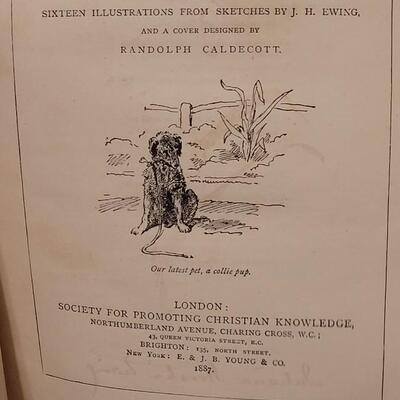 SIXTEEN ILLUSTRATIONS FROM SKETCHES BY J. H. EWING,
AND A COVER DESIGNED BY
RANDOLPH CALDECOTT.
Our latest pet, a collie pup.
LONDON:
SOCIETY FOR PROMOTING CHRISTIAN KNOWLEDGE,
NORTHUMBERLAND AVENUE, CHARING CROSS, W.C.;
43, QUEEN VICTORIA STREET, E.C.
BRIGHTON: 135, NORTH STREET.
NEW YORK: E. & J. B. YOUNG & CO.
1887.